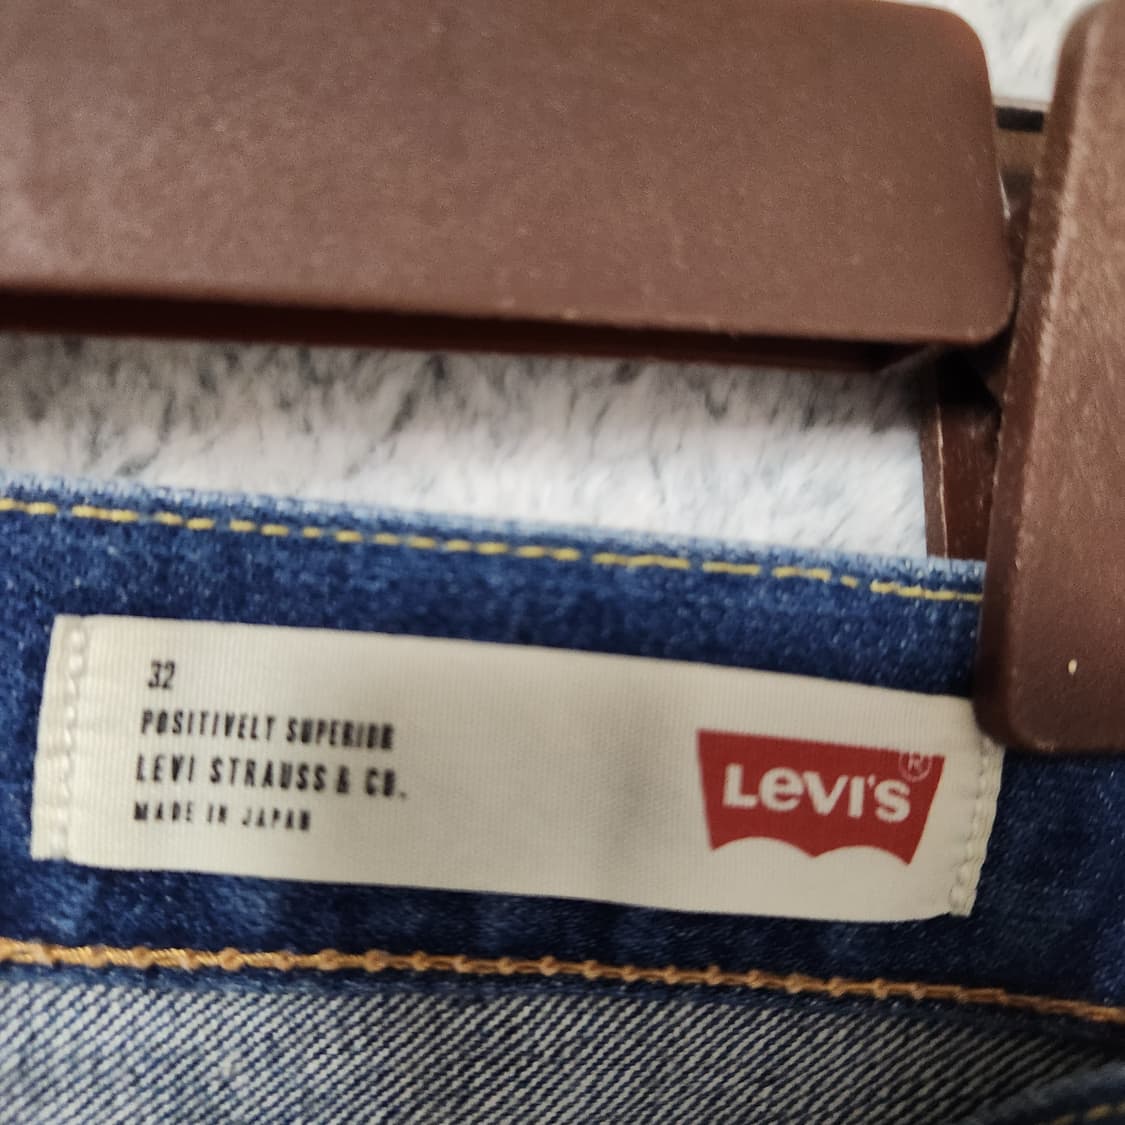 32
POSITIVELY SUPERIOR
LEVI STRAUSS & CO.
MADE IN JAPAN
LEVI'S®